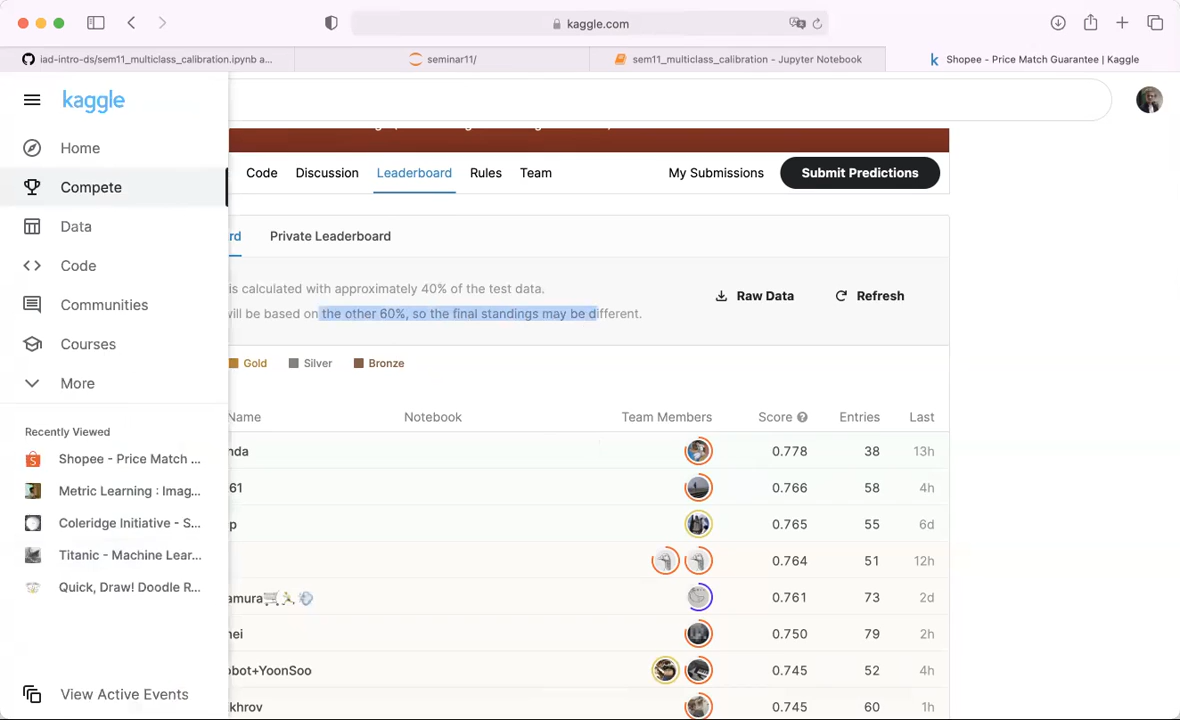 kaggle.com
iad-intro-ds/sem11_multiclass_calibration.ipynb a...
seminar11/
sem11_multiclass_calibration - Jupyter Notebook
Shopee - Price Match Guarantee | Kaggle
kaggle
Home
Compete
Data
Code
Communities
Courses
More
Recently Viewed
Shopee - Price Match ...
Metric Learning : Imag...
Coleridge Initiative - S...
Titanic - Machine Lear...
Quick, Draw! Doodle R...
View Active Events
Code Discussion Leaderboard Rules Team My Submissions Submit Predictions
rd Private Leaderboard
is calculated with approximately 40% of the test data.
will be based on the other 60%, so the final standings may be different.
Raw Data Refresh
Gold Silver Bronze
Name Notebook Team Members Score Entries Last
nda 0.778 38 13h
61 0.766 58 4h
p 0.765 55 6d
0.764 51 12h
amura 0.761 73 2d
hei 0.750 79 2h
obot+YoonSoo 0.745 52 4h
khrov 0.745 60 1h